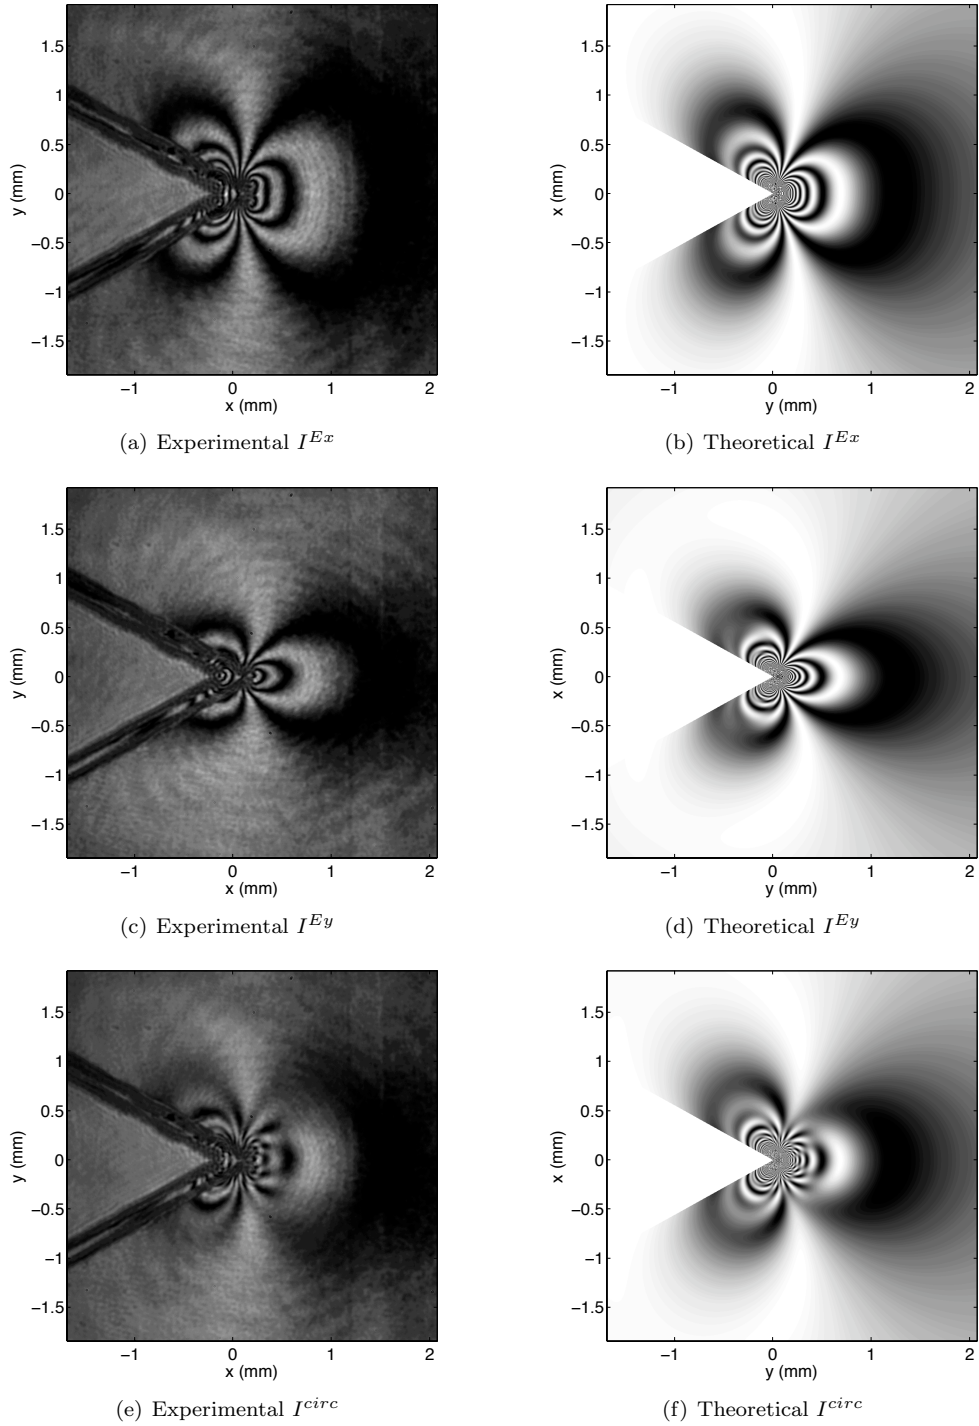 1.5
1
0.5
0
−0.5
−1
−1.5
y (mm)
−1 0 1 2
x (mm)
(a) Experimental I^{Ex}
1.5
1
0.5
0
−0.5
−1
−1.5
x (mm)
−1 0 1 2
y (mm)
(b) Theoretical I^{Ex}
1.5
1
0.5
0
−0.5
−1
−1.5
y (mm)
−1 0 1 2
x (mm)
(c) Experimental I^{Ey}
1.5
1
0.5
0
−0.5
−1
−1.5
x (mm)
−1 0 1 2
y (mm)
(d) Theoretical I^{Ey}
1.5
1
0.5
0
−0.5
−1
−1.5
y (mm)
−1 0 1 2
x (mm)
(e) Experimental I^{circ}
1.5
1
0.5
0
−0.5
−1
−1.5
x (mm)
−1 0 1 2
y (mm)
(f) Theoretical I^{circ}